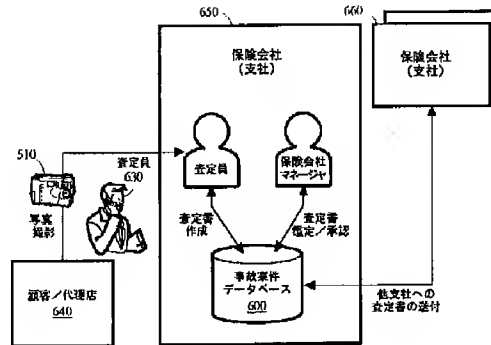 650
660
保険会社
(支社)
保険会社
(支社)
510
査定員
630
査定員
保険会社
マネージャ
写真
撮影
査定書
作成
査定書
鑑定/承認
顧客/代理店
640
事故案件
データベース
600
他支社への
査定書の送付